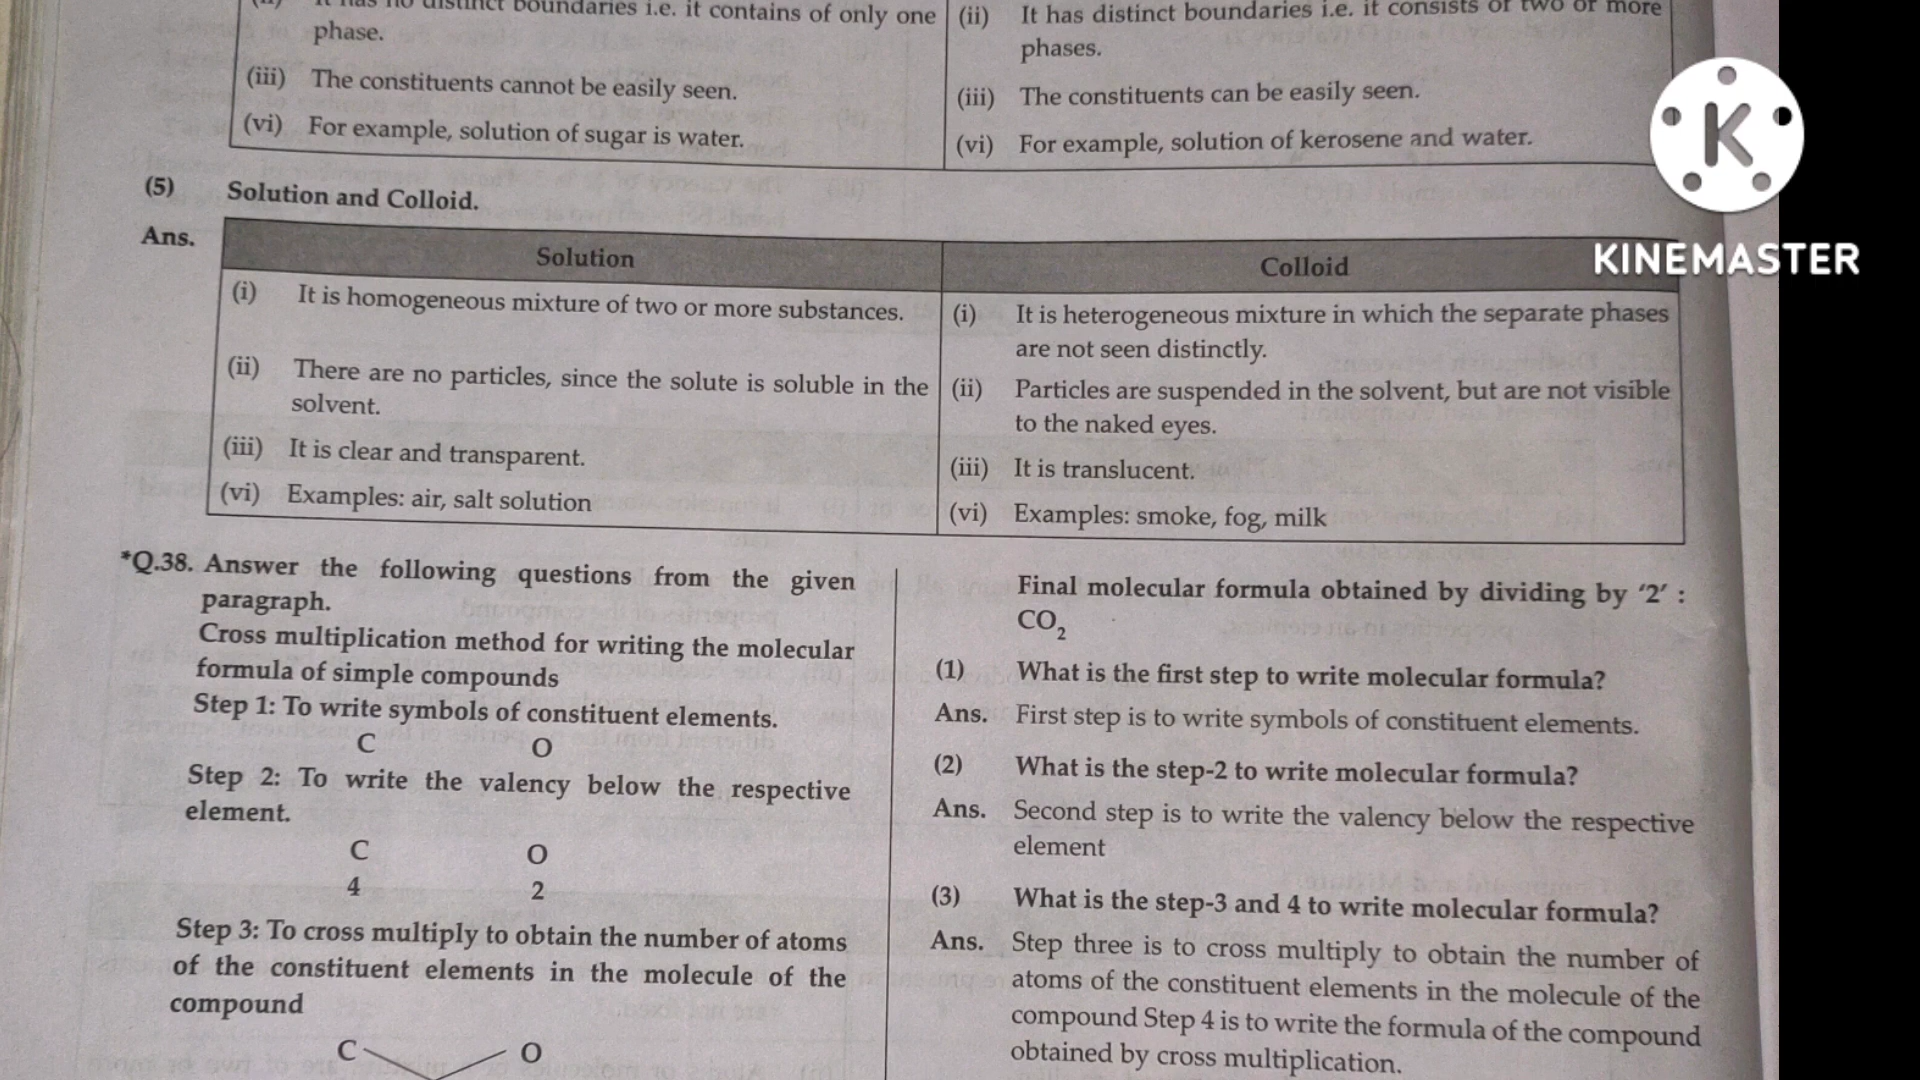 It has no distinct boundaries i.e. it contains of only one
phase.
(iii) The constituents cannot be easily seen.
(vi) For example, solution of sugar is water.
(ii) It has distinct boundaries i.e. it consists of two or more
phases.
(iii) The constituents can be easily seen.
(vi) For example, solution of kerosene and water.
K
KINEMASTER
(5) Solution and Colloid.
Ans.
Solution
(i) It is homogeneous mixture of two or more substances.
(ii) There are no particles, since the solute is soluble in the
solvent.
(iii) It is clear and transparent.
(vi) Examples: air, salt solution
Colloid
(i) It is heterogeneous mixture in which the separate phases
are not seen distinctly.
(ii) Particles are suspended in the solvent, but are not visible
to the naked eyes.
(iii) It is translucent.
(vi) Examples: smoke, fog, milk
*Q.38. Answer the following questions from the given
paragraph.
Cross multiplication method for writing the molecular
formula of simple compounds
Step 1: To write symbols of constituent elements.
C O
Step 2: To write the valency below the respective
element.
C O
4 2
Step 3: To cross multiply to obtain the number of atoms
of the constituent elements in the molecule of the
compound
C O
Final molecular formula obtained by dividing by ‘2’ :
CO₂
(1) What is the first step to write molecular formula?
Ans. First step is to write symbols of constituent elements.
(2) What is the step-2 to write molecular formula?
Ans. Second step is to write the valency below the respective
element
(3) What is the step-3 and 4 to write molecular formula?
Ans. Step three is to cross multiply to obtain the number of
atoms of the constituent elements in the molecule of the
compound Step 4 is to write the formula of the compound
obtained by cross multiplication.